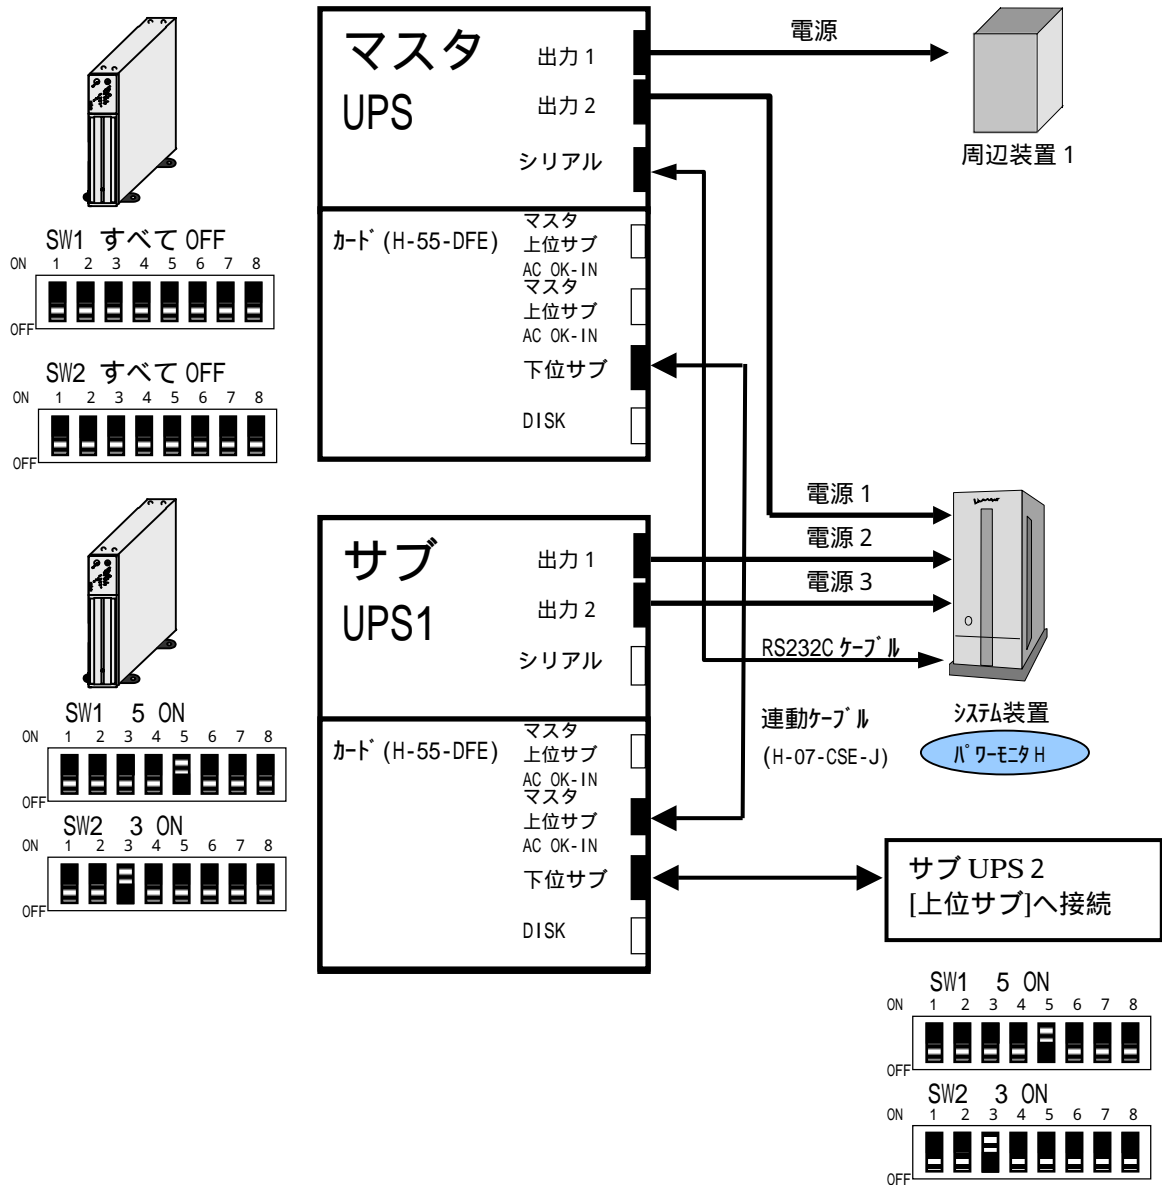 マスタ
UPS
出力 1
出力 2
シリアル
電源
周辺装置 1
カード (H-55-DFE)
マスタ
上位サブ
AC OK-IN
マスタ
上位サブ
AC OK-IN
下位サブ
DISK
SW1 すべて OFF
ON 1 2 3 4 5 6 7 8
OFF
SW2 すべて OFF
ON 1 2 3 4 5 6 7 8
OFF
サブ
UPS1
出力 1
出力 2
シリアル
電源 1
電源 2
電源 3
RS232C ケーブル
連動ケーブル
(H-07-CSE-J)
システム装置
パワーモニタ H
カード (H-55-DFE)
マスタ
上位サブ
AC OK-IN
マスタ
上位サブ
AC OK-IN
下位サブ
DISK
SW1 5 ON
ON 1 2 3 4 5 6 7 8
OFF
SW2 3 ON
ON 1 2 3 4 5 6 7 8
OFF
サブ UPS 2
[上位サブ]へ接続
SW1 5 ON
ON 1 2 3 4 5 6 7 8
OFF
SW2 3 ON
ON 1 2 3 4 5 6 7 8
OFF